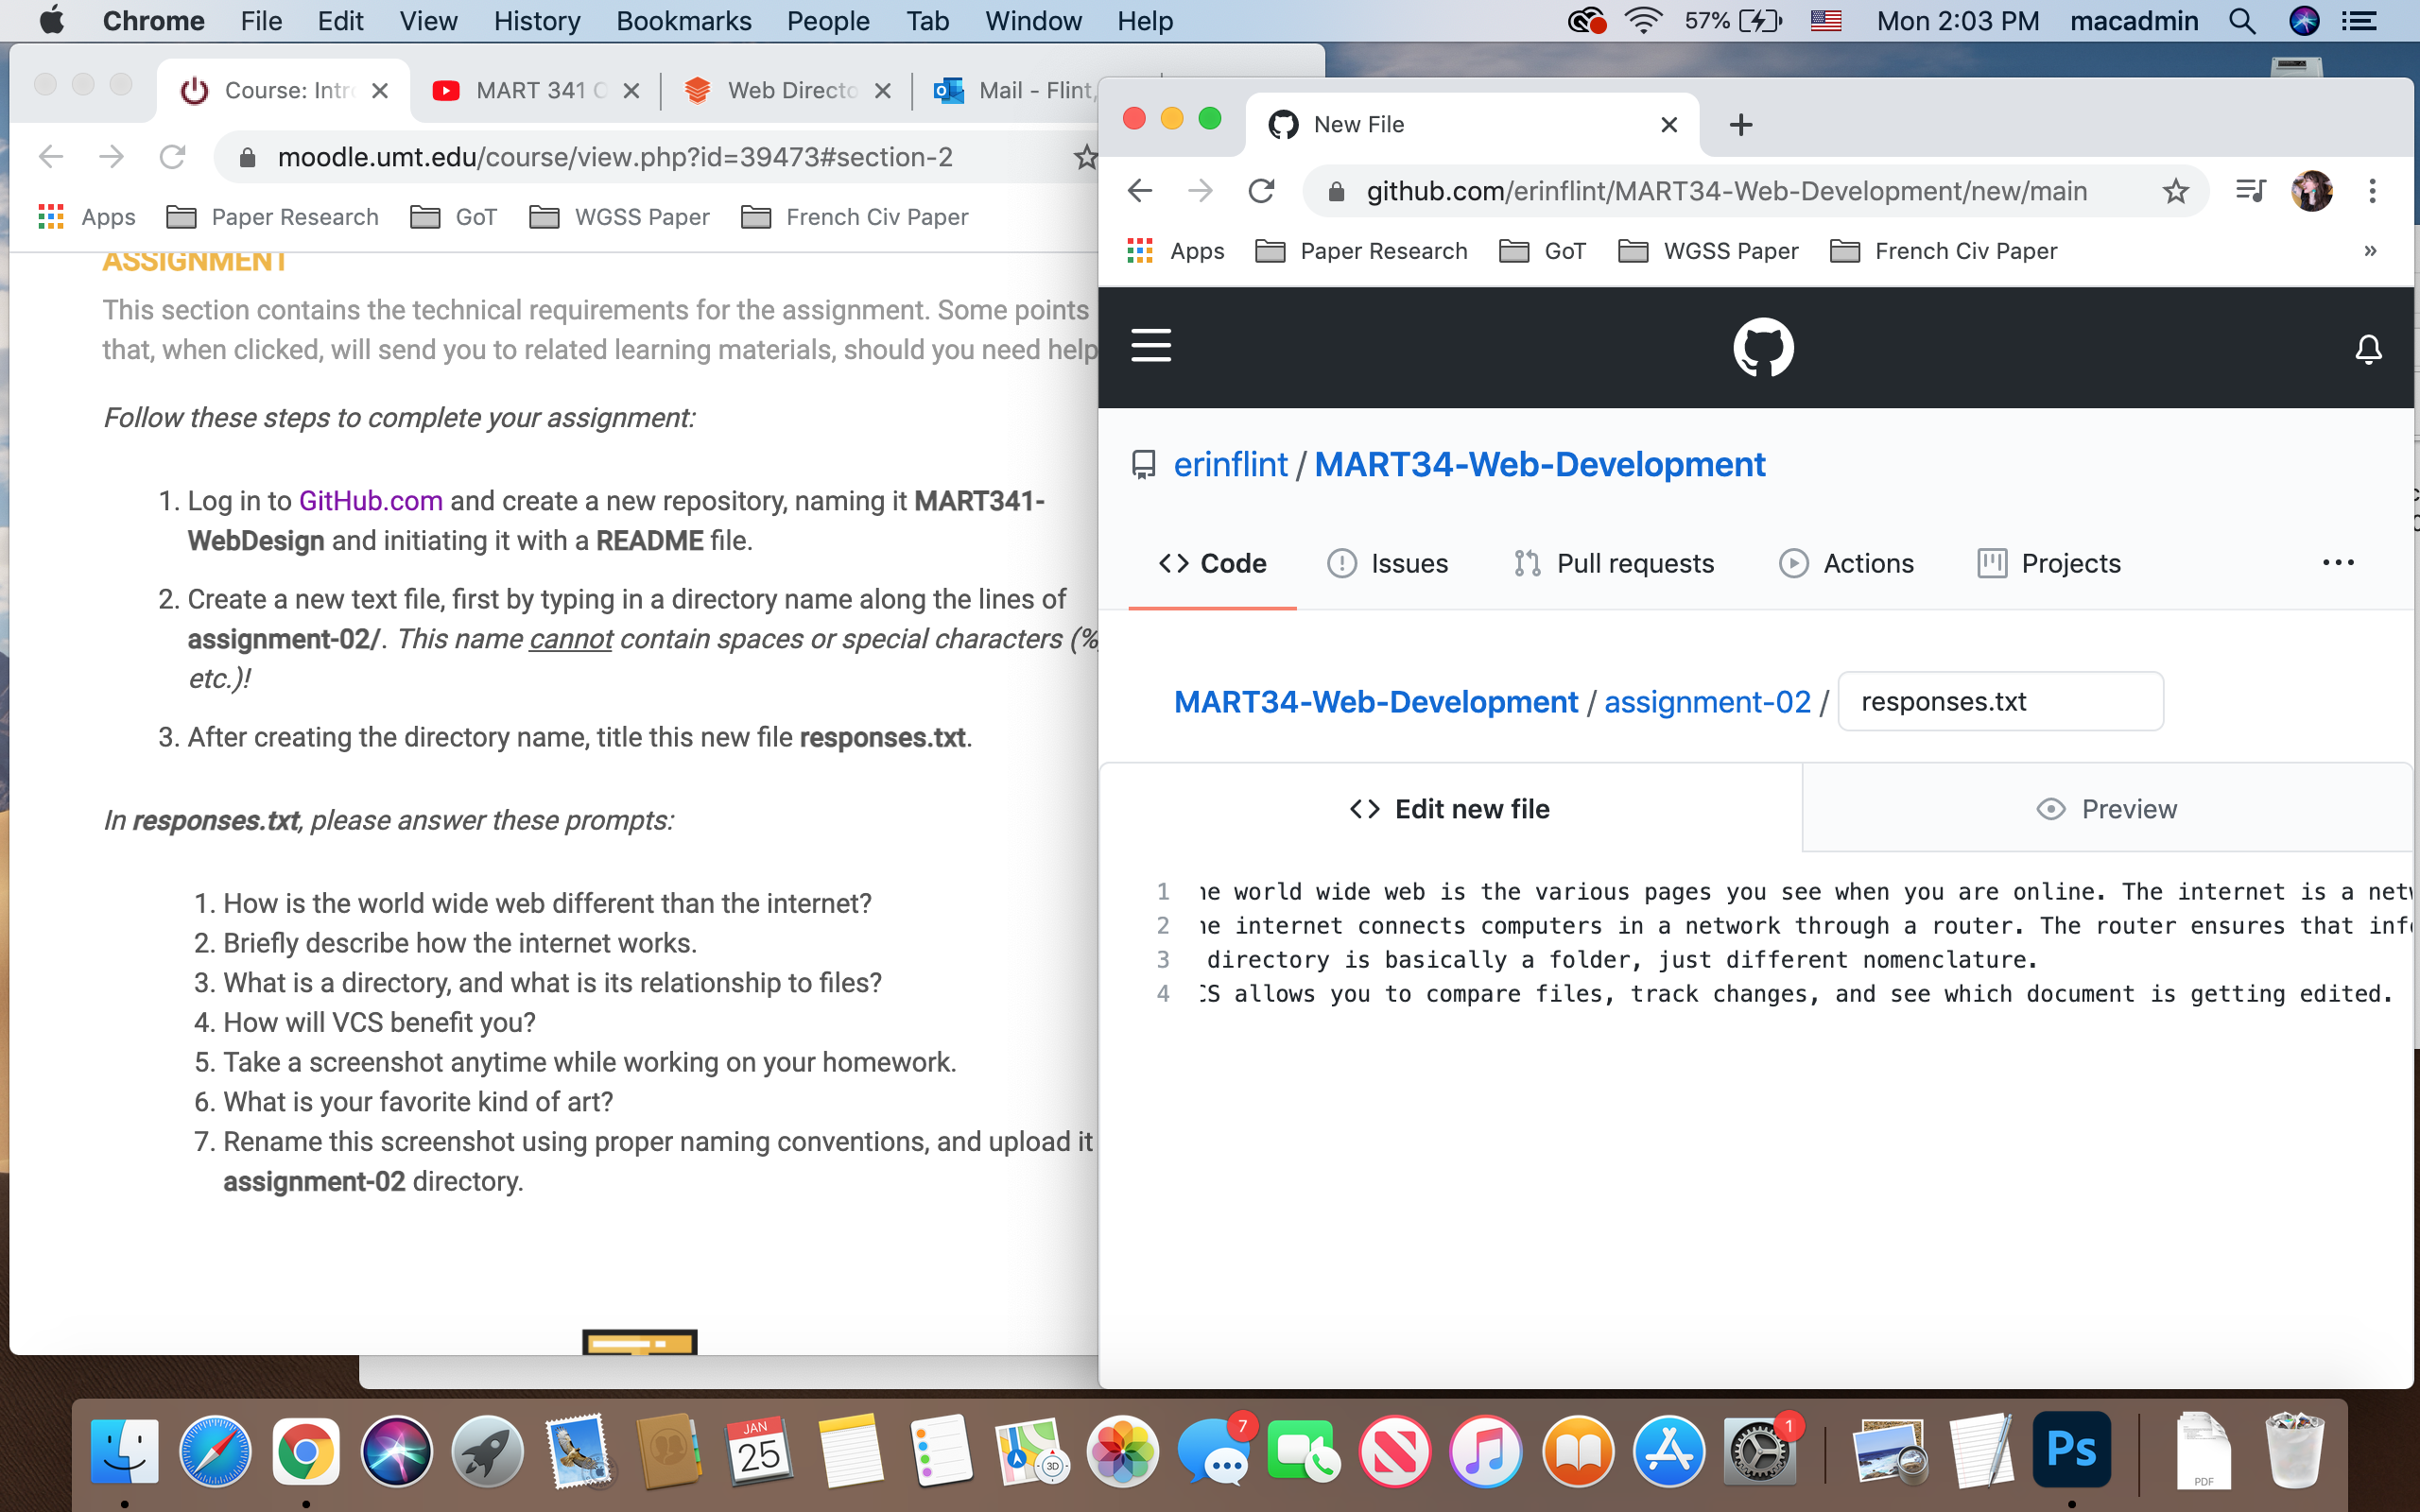 Chrome File Edit View History Bookmarks People Tab Window Help 57% Mon 2:03 PM macadmin
Course: Intr MART 341 C Web Directo Mail - Flint,
moodle.umt.edu/course/view.php?id=39473#section-2
Apps Paper Research GoT WGSS Paper French Civ Paper
ASSIGNMENT
This section contains the technical requirements for the assignment. Some points
that, when clicked, will send you to related learning materials, should you need help
Follow these steps to complete your assignment:
1. Log in to GitHub.com and create a new repository, naming it MART341-
WebDesign and initiating it with a README file.
2. Create a new text file, first by typing in a directory name along the lines of
assignment-02/. This name cannot contain spaces or special characters (%,
etc.)!
3. After creating the directory name, title this new file responses.txt.
In responses.txt, please answer these prompts:
1. How is the world wide web different than the internet?
2. Briefly describe how the internet works.
3. What is a directory, and what is its relationship to files?
4. How will VCS benefit you?
5. Take a screenshot anytime while working on your homework.
6. What is your favorite kind of art?
7. Rename this screenshot using proper naming conventions, and upload it
assignment-02 directory.
New File
github.com/erinflint/MART34-Web-Development/new/main
Apps Paper Research GoT WGSS Paper French Civ Paper »
erinflint / MART34-Web-Development
Code Issues Pull requests Actions Projects ...
MART34-Web-Development / assignment-02 / responses.txt
<> Edit new file Preview
1 he world wide web is the various pages you see when you are online. The internet is a netw
2 he internet connects computers in a network through a router. The router ensures that info
3 directory is basically a folder, just different nomenclature.
4 CS allows you to compare files, track changes, and see which document is getting edited.
JAN
25
3D
7
1
Ps
PDF